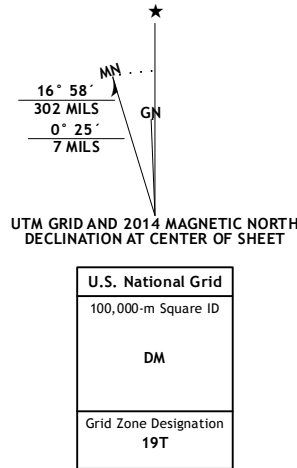 MN
GN
16° 58´
302 MILS
0° 25´
7 MILS
UTM GRID AND 2014 MAGNETIC NORTH
DECLINATION AT CENTER OF SHEET
U.S. National Grid
100,000-m Square ID
DM
Grid Zone Designation
19T